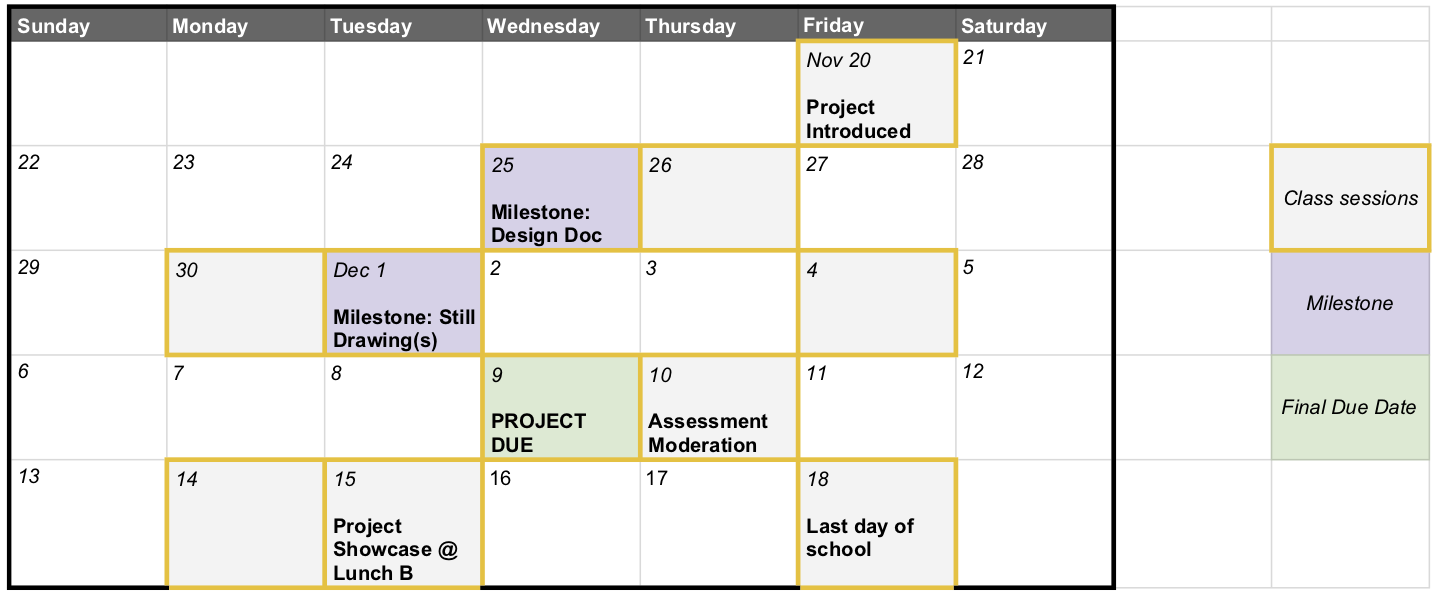 Sunday Monday Tuesday Wednesday Thursday Friday Saturday
Nov 20 21
Project
Introduced
22 23 24 25 26 27 28
Milestone:
Design Doc
Class sessions
29 30 Dec 1 2 3 4 5
Milestone: Still
Drawing(s)
Milestone
6 7 8 9 10 11 12
PROJECT
DUE
Assessment
Moderation
Final Due Date
13 14 15 16 17 18
Project
Showcase @
Lunch B
Last day of
school